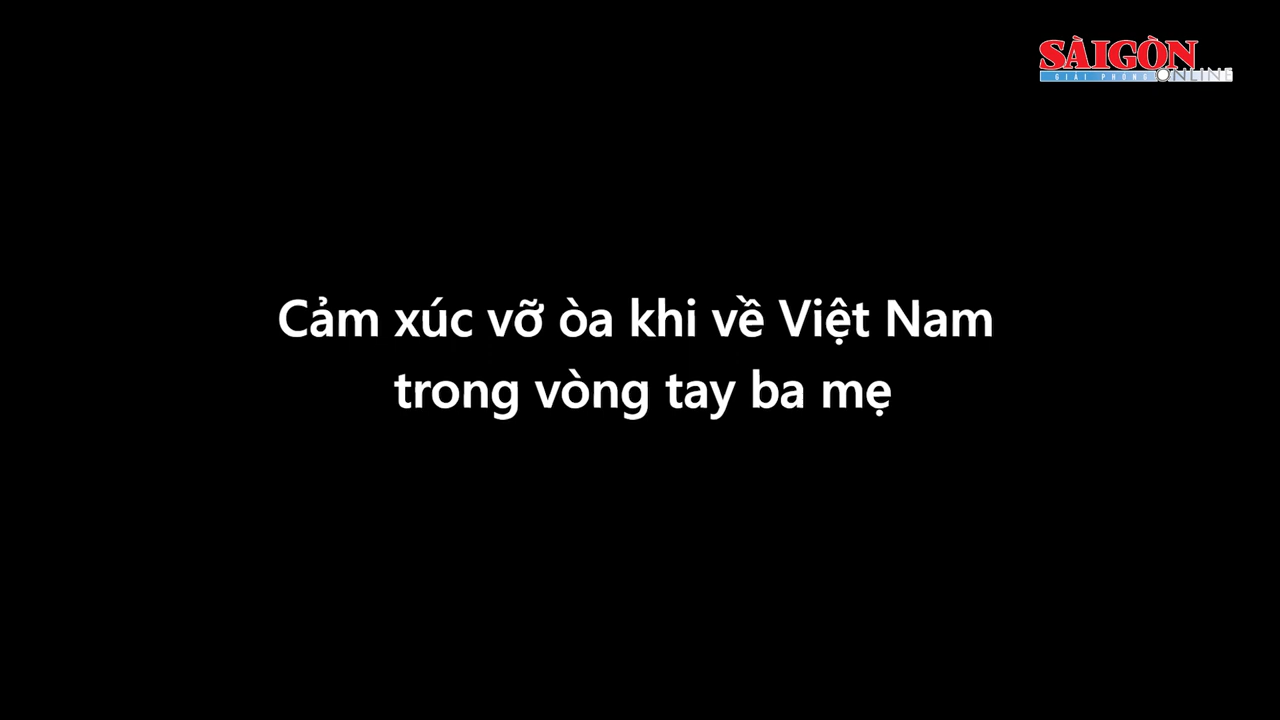 SÀIGÒN
GIẢI PHÓNG ONLINE
Cảm xúc vỡ òa khi về Việt Nam
trong vòng tay ba mẹ